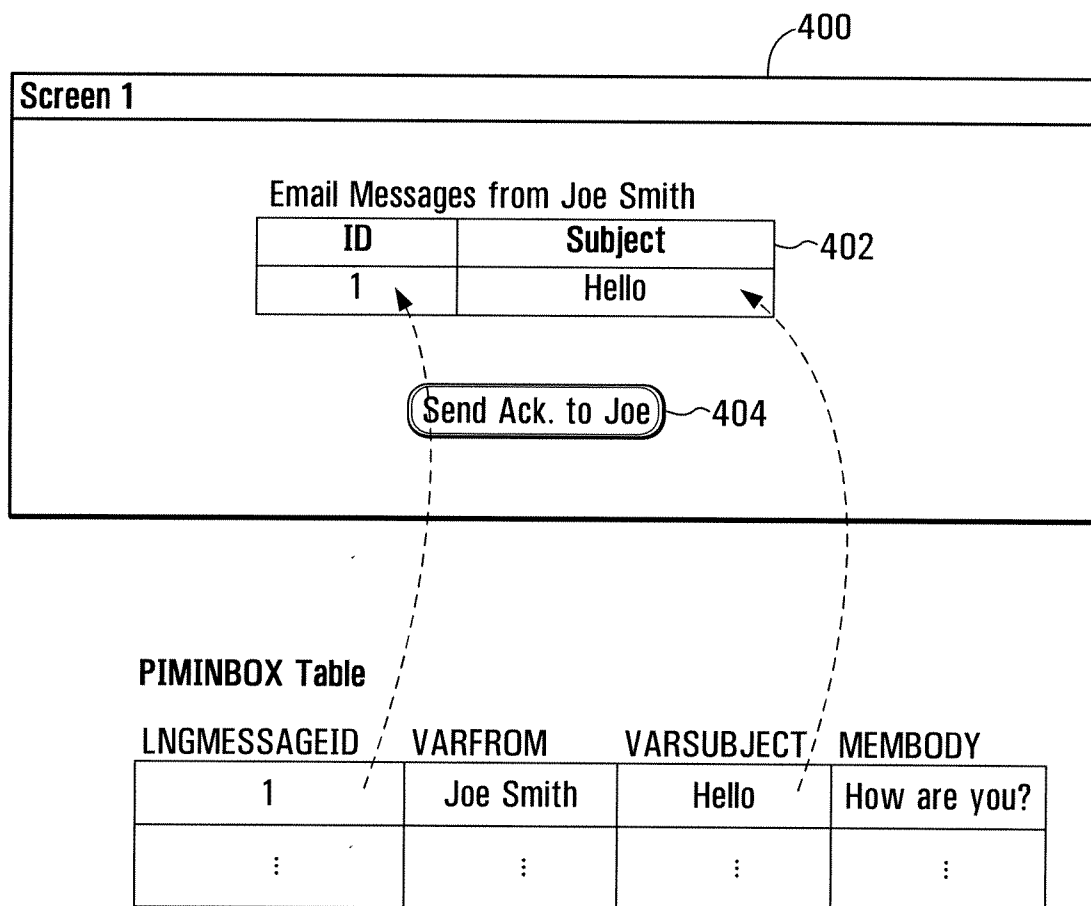 400
Screen 1
Email Messages from Joe Smith
ID Subject
402
1 Hello
Send Ack. to Joe
404
PIMINBOX Table
LNGMESSAGEID VARFROM VARSUBJECT MEMBODY
1 Joe Smith Hello How are you?
⋮ ⋮ ⋮ ⋮